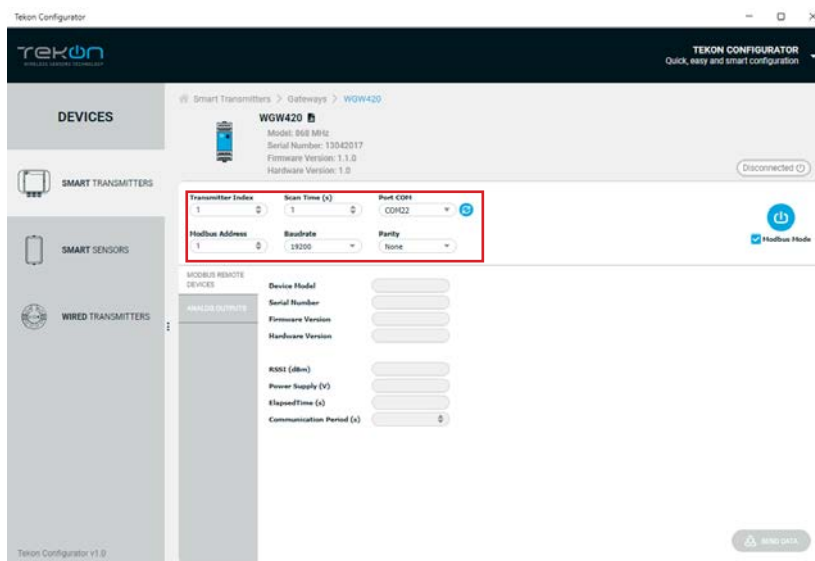 Tekon Configurator
TEKON
WIRELESS SENSORS TECHNOLOGY
TEKON CONFIGURATOR
Quick, easy and smart configuration
DEVICES
SMART TRANSMITTERS
SMART SENSORS
WIRED TRANSMITTERS
Tekon Configurator v1.0
Smart Transmitters > Gateways > WGW420
WGW420
Model: 868 MHz
Serial Number: 13042017
Firmware Version: 1.1.0
Hardware Version: 1.0
Disconnected
Transmitter Index Scan Time (s) Port COM
1 1 COM22
Modbus Address Baudrate Parity
1 19200 None
Modbus Mode
MODBUS REMOTE
DEVICES
ANALOG OUTPUTS
Device Model
Serial Number
Firmware Version
Hardware Version
RSSI (dBm)
Power Supply (V)
ElapsedTime (s)
Communication Period (s)
SEND DATA